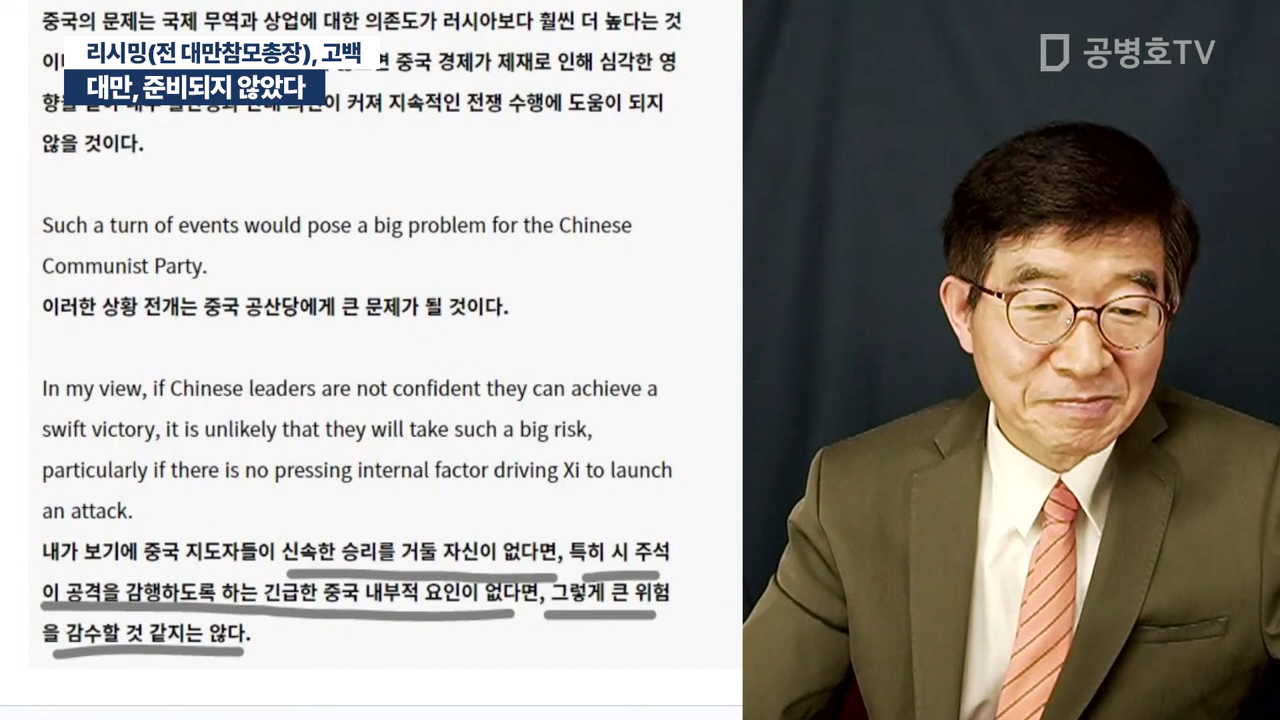 중국의 문제는 국제 무역과 상업에 대한 의존도가 러시아보다 훨씬 더 높다는 것
리시밍(전 대만참모총장), 고백
대만, 준비되지 않았다
면 중국 경제가 제재로 인해 심각한 영
커져 지속적인 전쟁 수행에 도움이 되지
않을 것이다.
Such a turn of events would pose a big problem for the Chinese
Communist Party.
이러한 상황 전개는 중국 공산당에게 큰 문제가 될 것이다.
In my view, if Chinese leaders are not confident they can achieve a
swift victory, it is unlikely that they will take such a big risk,
particularly if there is no pressing internal factor driving Xi to launch
an attack.
내가 보기에 중국 지도자들이 신속한 승리를 거둘 자신이 없다면, 특히 시 주석
이 공격을 감행하도록 하는 긴급한 중국 내부적 요인이 없다면, 그렇게 큰 위험
을 감수할 것 같지는 않다.
공병호TV